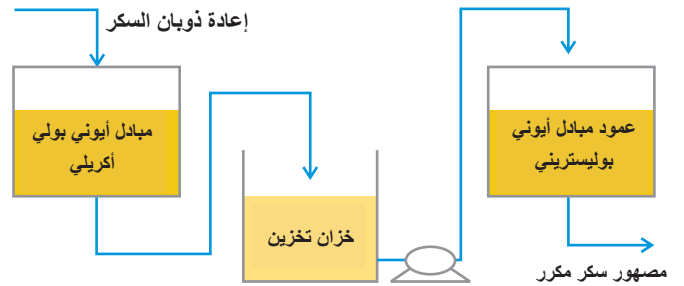 إعادة ذوبان السكر
مبادل أيوني بولي
أكريلي
خزان تخزين
عمود مبادل أيوني
بوليستريني
مصهور سكر مكرر